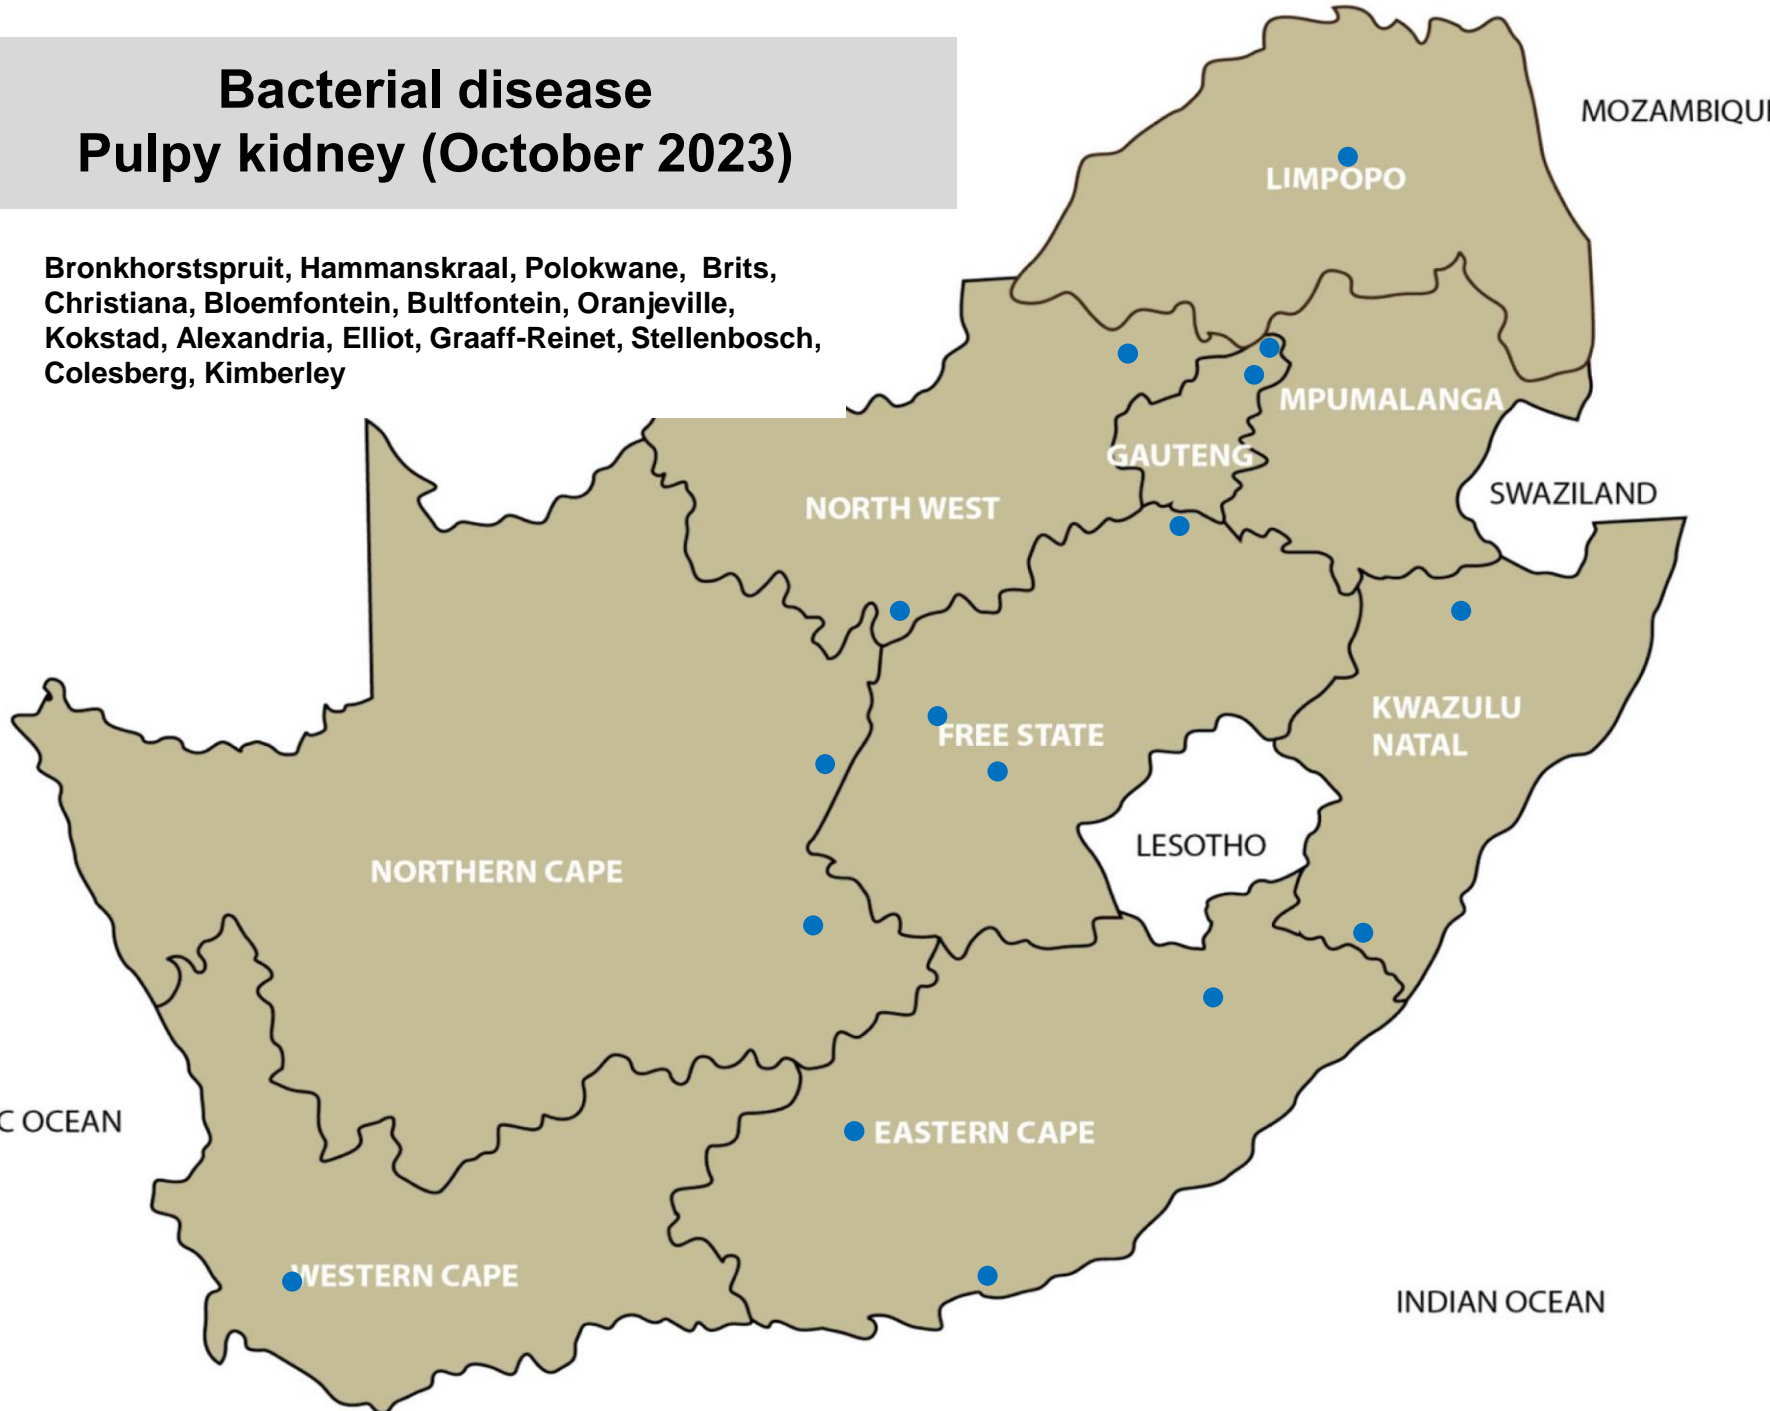 Bacterial disease
Pulpy kidney (October 2023)
Bronkhorstspruit, Hammanskraal, Polokwane, Brits,
Christiana, Bloemfontein, Bultfontein, Oranjeville,
Kokstad, Alexandria, Elliot, Graaff-Reinet, Stellenbosch,
Colesberg, Kimberley
MOZAMBIQU
LIMPOPO
MPUMALANGA
GAUTENG
NORTH WEST
SWAZILAND
KWAZULU
NATAL
FREE STATE
LESOTHO
NORTHERN CAPE
C OCEAN
EASTERN CAPE
WESTERN CAPE
INDIAN OCEAN